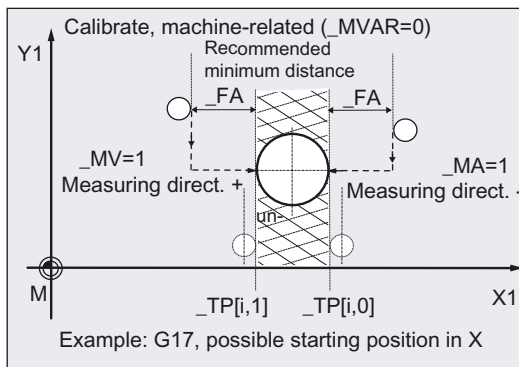 Calibrate, machine-related (_MVAR=0)
Y1
Recommended
minimum distance
_FA
_FA
_MV=1
Measuring direct. +
_MA=1
Measuring direct. -
un-
M
_TP[i,1]
_TP[i,0]
X1
Example: G17, possible starting position in X